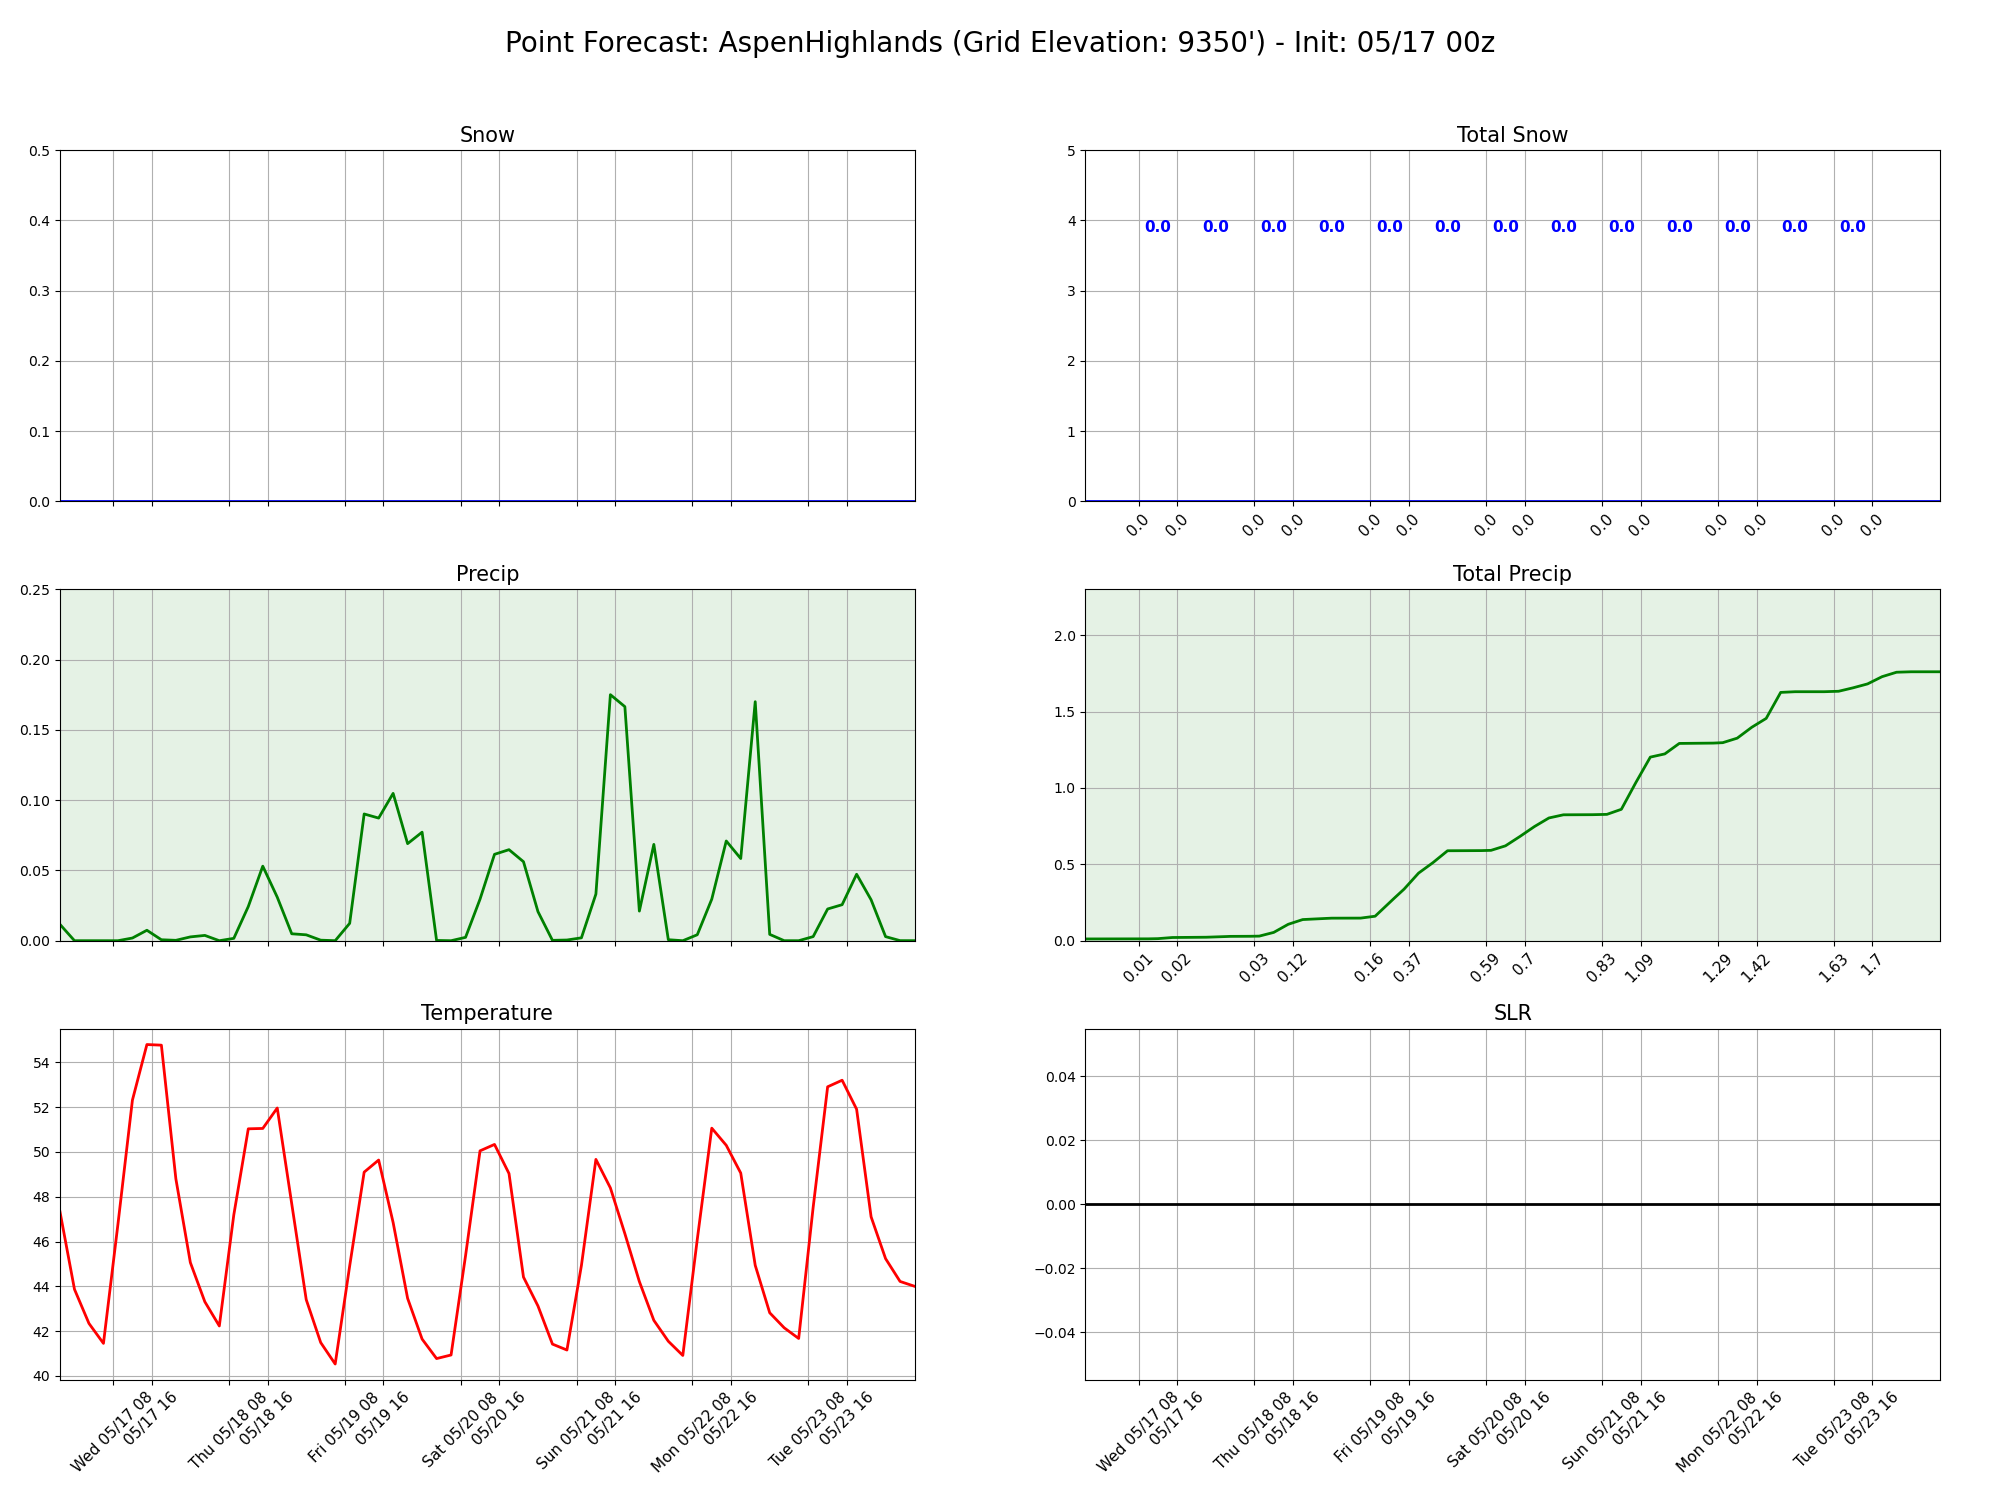 Point Forecast: AspenHighlands (Grid Elevation: 9350') - Init: 05/17 00z
Snow
0.5
0.4
0.3
0.2
0.1
0.0
Total Snow
5
4
3
2
1
0
0.0 0.0 0.0 0.0 0.0 0.0 0.0 0.0 0.0 0.0 0.0 0.0 0.0
0.0 0.0 0.0 0.0 0.0 0.0 0.0 0.0 0.0 0.0 0.0 0.0 0.0 0.0
Precip
0.25
0.20
0.15
0.10
0.05
0.00
Total Precip
2.0
1.5
1.0
0.5
0.0
0.01 0.02 0.03 0.12 0.16 0.37 0.59 0.7 0.83 1.09 1.29 1.42 1.63 1.7
Temperature
54
52
50
48
46
44
42
40
Wed 05/17 08
05/17 16
Thu 05/18 08
05/18 16
Fri 05/19 08
05/19 16
Sat 05/20 08
05/20 16
Sun 05/21 08
05/21 16
Mon 05/22 08
05/22 16
Tue 05/23 08
05/23 16
SLR
0.04
0.02
0.00
−0.02
−0.04
Wed 05/17 08
05/17 16
Thu 05/18 08
05/18 16
Fri 05/19 08
05/19 16
Sat 05/20 08
05/20 16
Sun 05/21 08
05/21 16
Mon 05/22 08
05/22 16
Tue 05/23 08
05/23 16